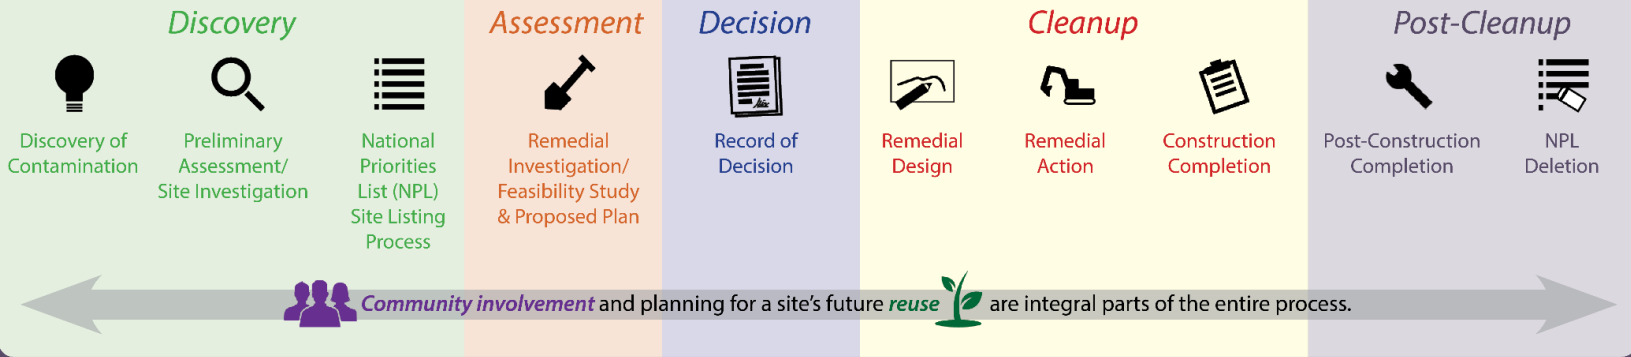 Discovery
Discovery of
Contamination
Preliminary
Assessment/
Site Investigation
National
Priorities
List (NPL)
Site Listing
Process
Assessment
Remedial
Investigation/
Feasibility Study
& Proposed Plan
Decision
Record of
Decision
Cleanup
Remedial
Design
Remedial
Action
Construction
Completion
Post-Cleanup
Post-Construction
Completion
NPL
Deletion
Community involvement and planning for a site's future reuse are integral parts of the entire process.